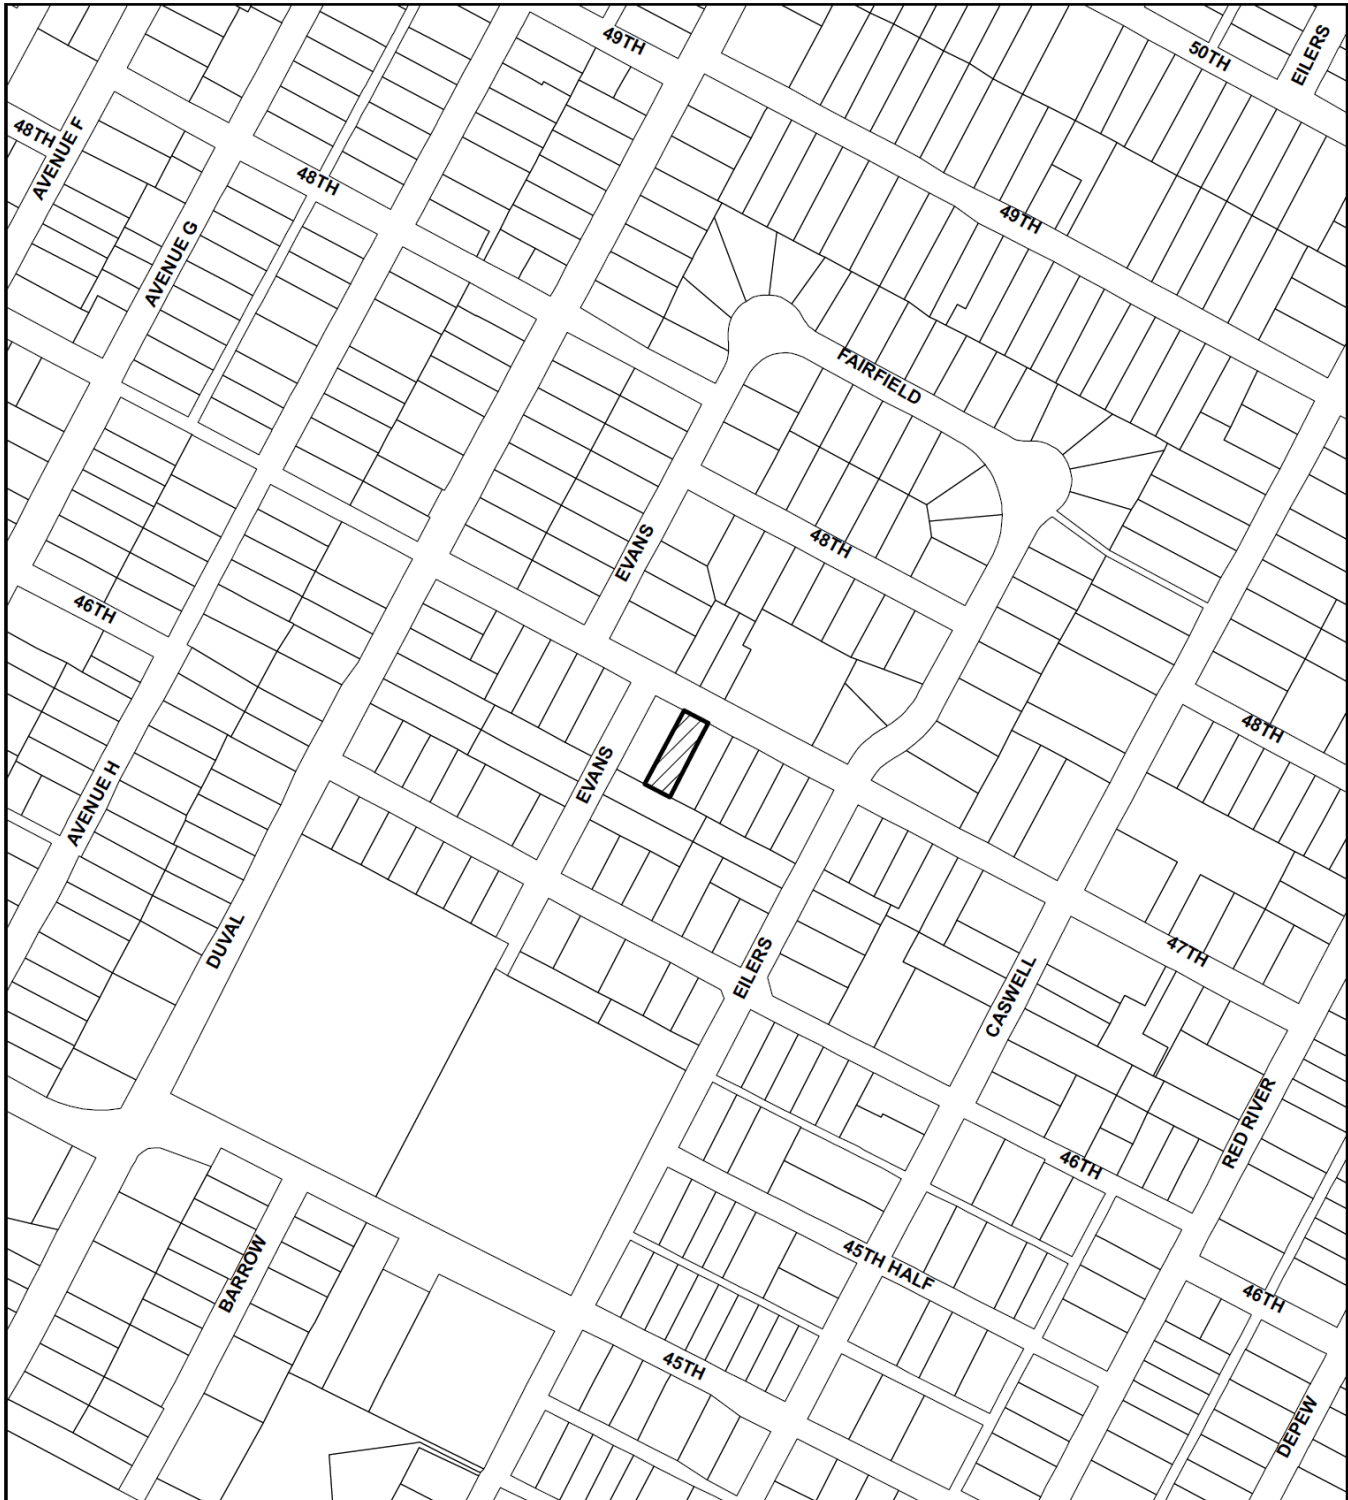 49TH
50TH
EILERS
48TH
AVENUE F
48TH
AVENUE G
49TH
FAIRFIELD
EVANS
48TH
46TH
48TH
EVANS
AVENUE H
DUVAL
EILERS
47TH
CASWELL
RED RIVER
46TH
BARROW
45TH HALF
46TH
45TH
DEPEW